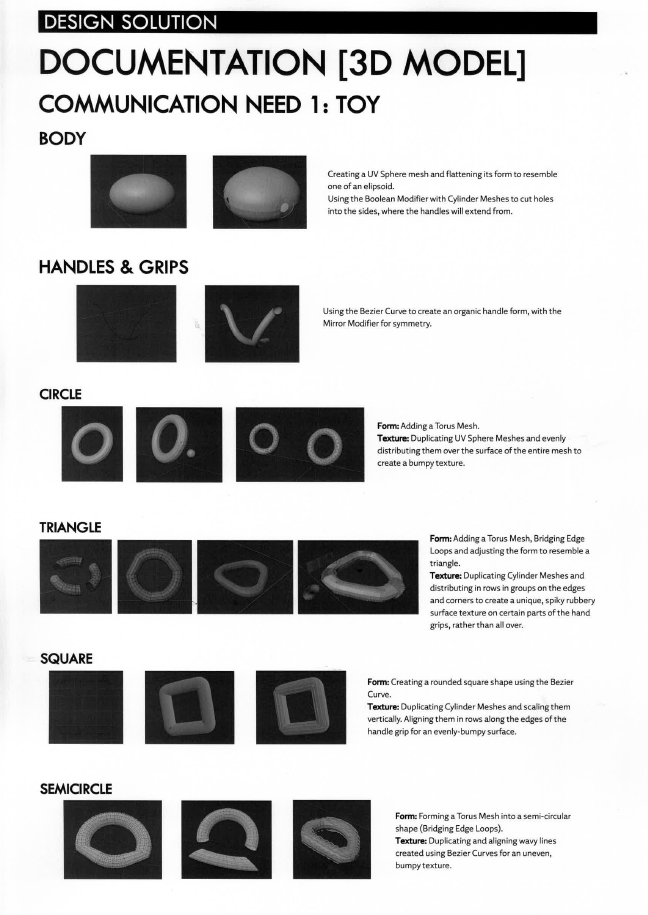 DESIGN SOLUTION
DOCUMENTATION [3D MODEL]
COMMUNICATION NEED 1: TOY
BODY
Creating a UV Sphere mesh and flattening its form to resemble
one of an elipsoid.
Using the Boolean Modifier with Cylinder Meshes to cut holes
into the sides, where the handles will extend from.
HANDLES & GRIPS
Using the Bezier Curve to create an organic handle form, with the
Mirror Modifier for symmetry.
CIRCLE
Form: Adding a Torus Mesh.
Texture: Duplicating UV Sphere Meshes and evenly
distributing them over the surface of the entire mesh to
create a bumpy texture.
TRIANGLE
Form: Adding a Torus Mesh, Bridging Edge
Loops and adjusting the form to resemble a
triangle.
Texture: Duplicating Cylinder Meshes and
distributing in rows in groups on the edges
and corners to create a unique, spiky rubbery
surface texture on certain parts of the hand
grips, rather than all over.
SQUARE
Form: Creating a rounded square shape using the Bezier
Curve.
Texture: Duplicating Cylinder Meshes and scaling them
vertically. Aligning them in rows along the edges of the
handle grip for an evenly-bumpy surface.
SEMICIRCLE
Form: Forming a Torus Mesh into a semi-circular
shape (Bridging Edge Loops).
Texture: Duplicating and aligning wavy lines
created using Bezier Curves for an uneven,
bumpy texture.